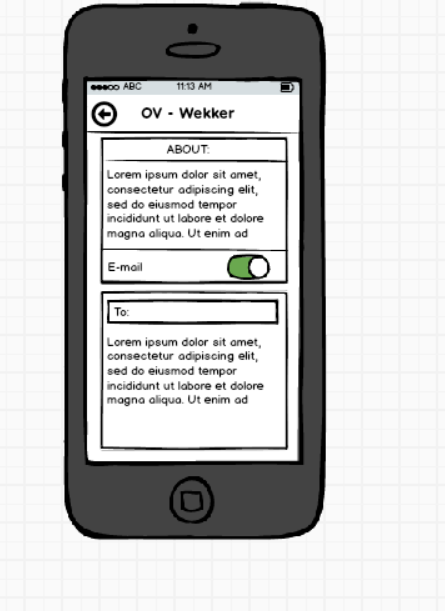 ABC 11:13 AM
OV - Wekker
ABOUT:
Lorem ipsum dolor sit amet,
consectetur adipiscing elit,
sed do eiusmod tempor
incididunt ut labore et dolore
magna aliqua. Ut enim ad
E-mail
To:
Lorem ipsum dolor sit amet,
consectetur adipiscing elit,
sed do eiusmod tempor
incididunt ut labore et dolore
magna aliqua. Ut enim ad